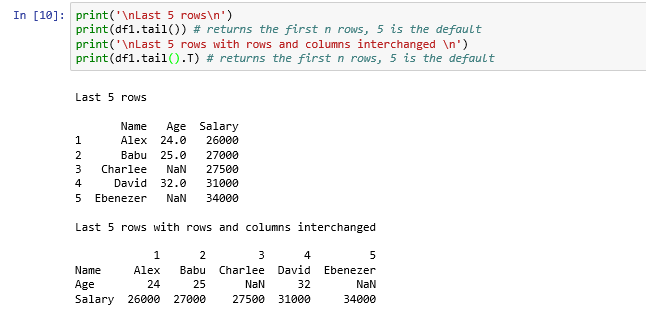 In [10]: print('\nLast 5 rows\n')
print(df1.tail()) # returns the first n rows, 5 is the default
print('\nLast 5 rows with rows and columns interchanged \n')
print(df1.tail().T) # returns the first n rows, 5 is the default
Last 5 rows
Name Age Salary
1 Alex 24.0 26000
2 Babu 25.0 27000
3 Charlee NaN 27500
4 David 32.0 31000
5 Ebenezer NaN 34000
Last 5 rows with rows and columns interchanged
1 2 3 4 5
Name Alex Babu Charlee David Ebenezer
Age 24 25 NaN 32 NaN
Salary 26000 27000 27500 31000 34000